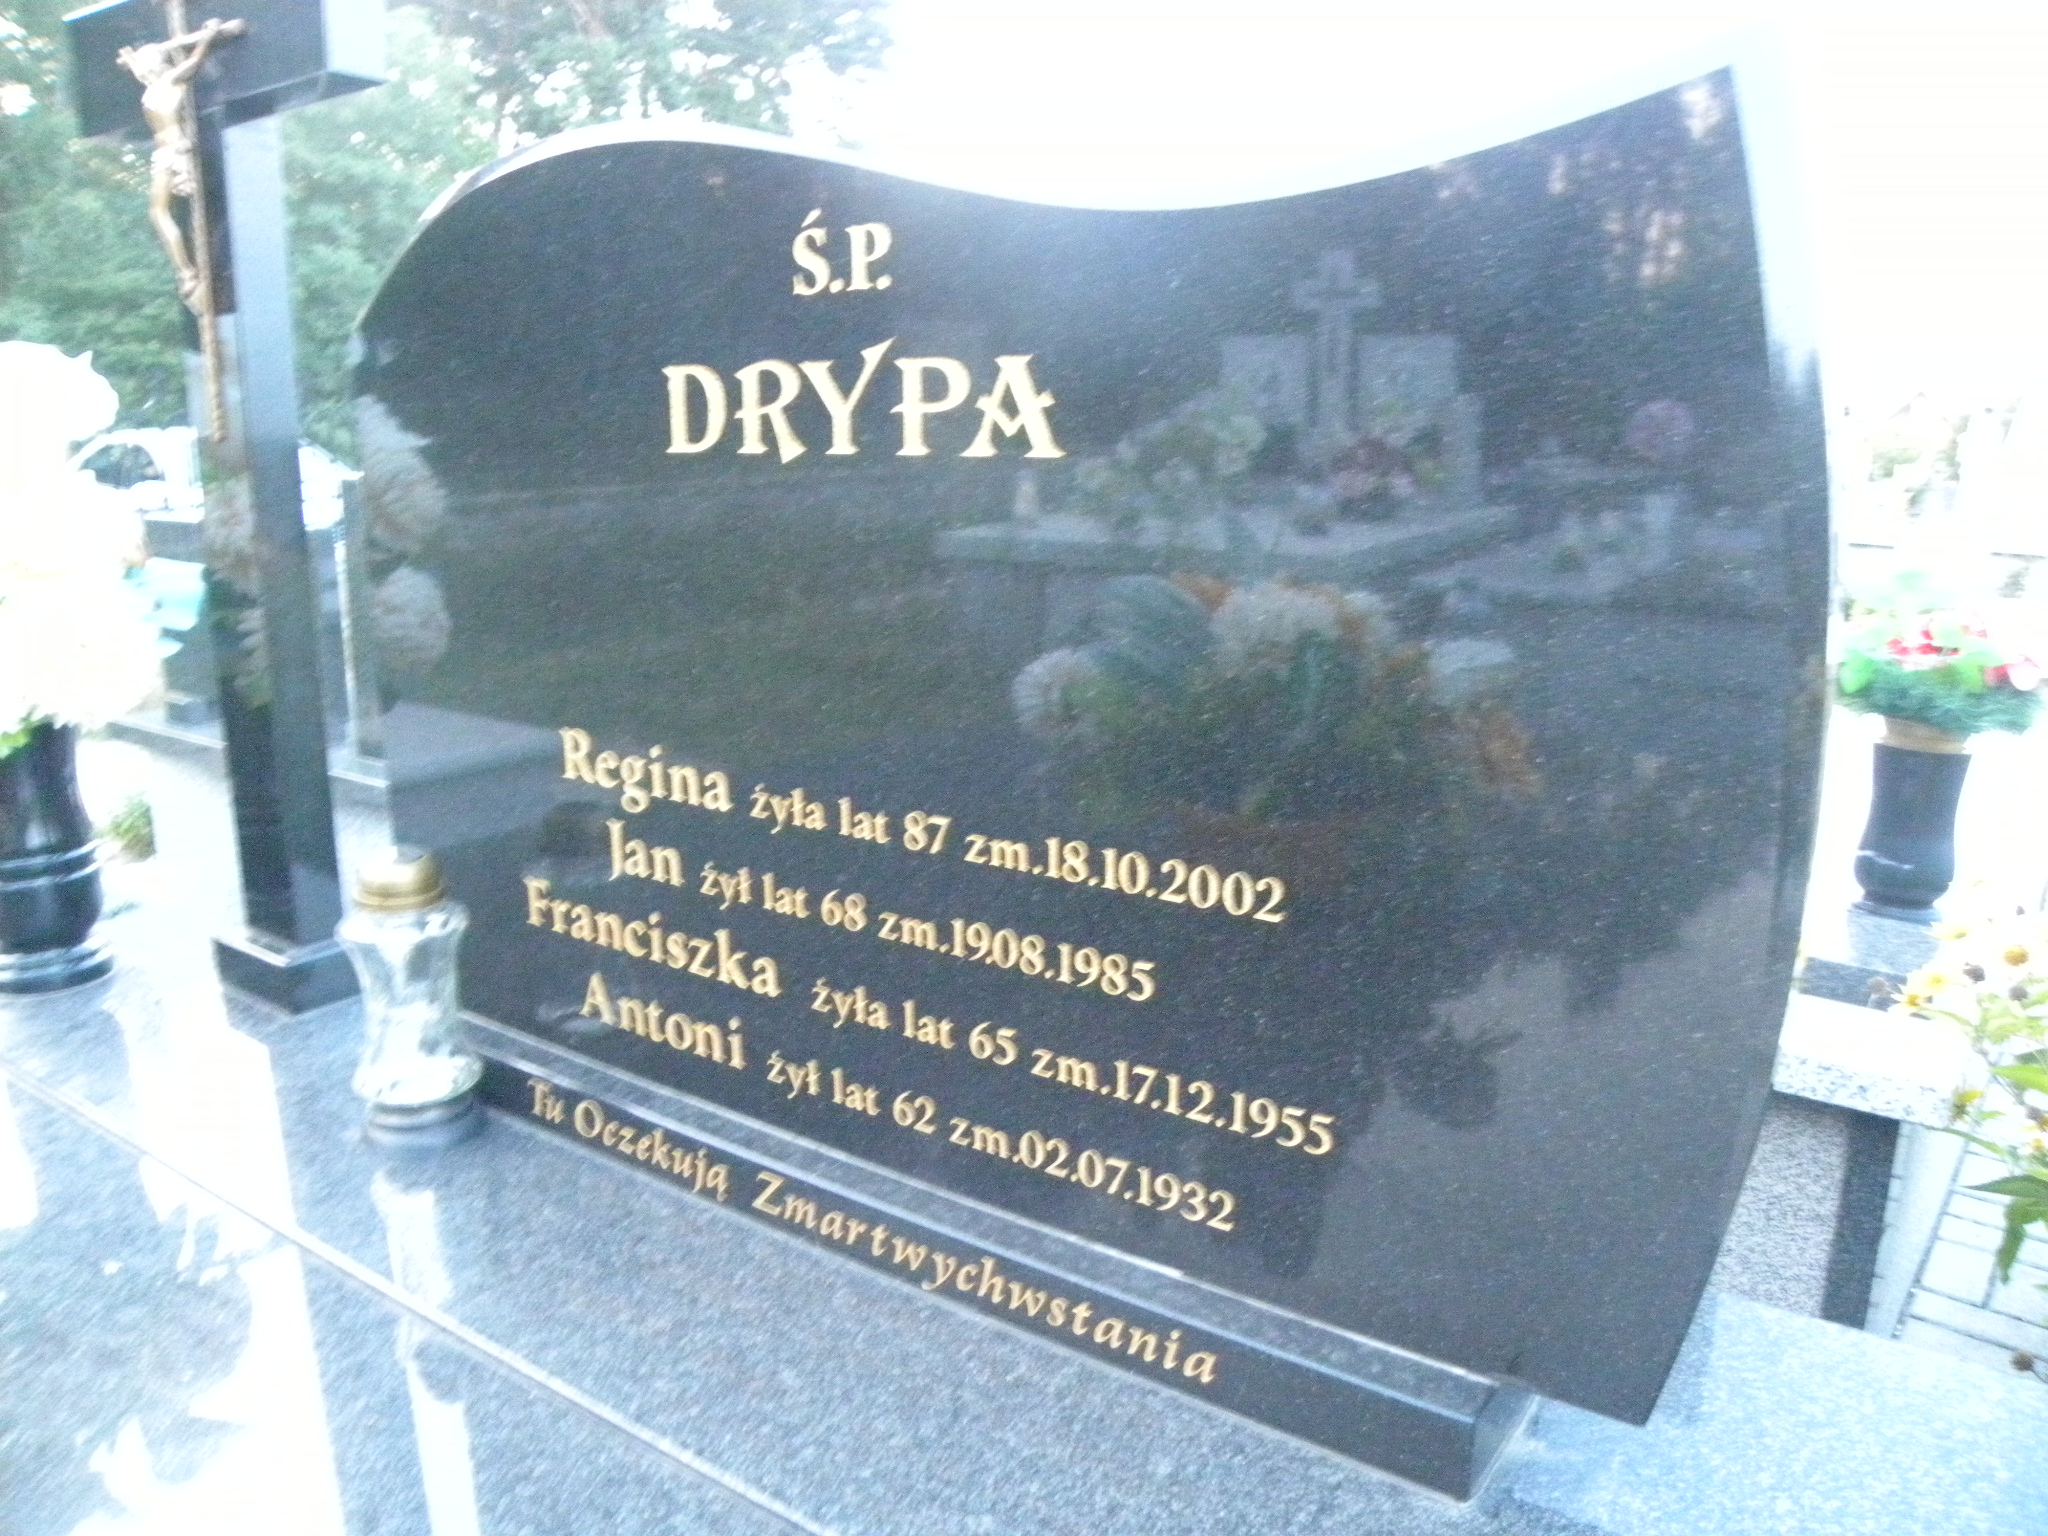 Ś.P.
DRYPA
Regina żyła lat 87 zm.18.10.2002
Jan żył lat 68 zm.19.08.1985
Franciszka żyła lat 65 zm.17.12.1955
Antoni żył lat 62 zm.02.07.1932
Tu Oczekują Zmartwychwstania